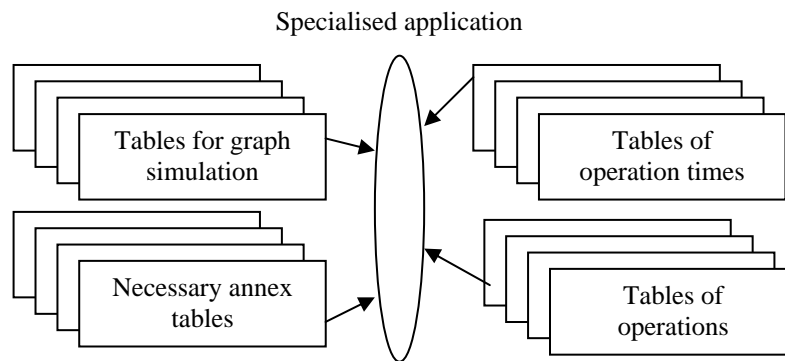 Specialised application
Tables for graph
simulation
Tables of
operation times
Necessary annex
tables
Tables of
operations